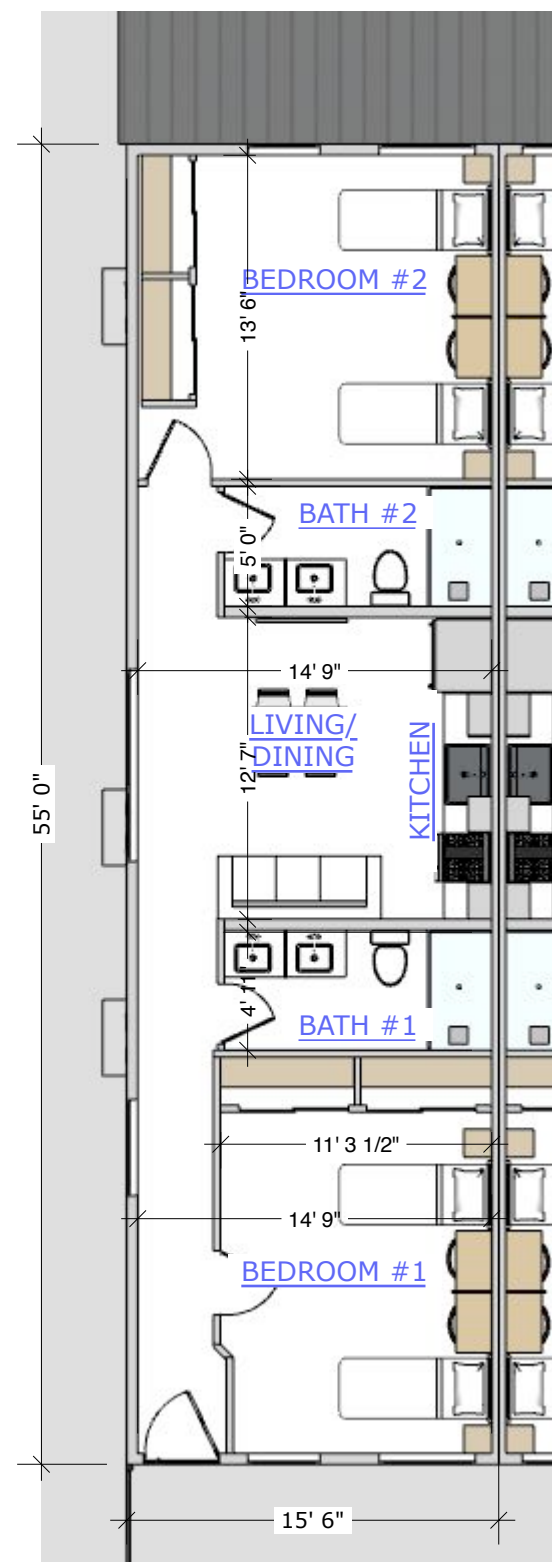 BEDROOM #2
13' 6"
BATH #2
5' 0"
14' 9"
LIVING/
DINING
12' 7"
KITCHEN
55' 0"
4' 11"
BATH #1
11' 3 1/2"
14' 9"
BEDROOM #1
15' 6"